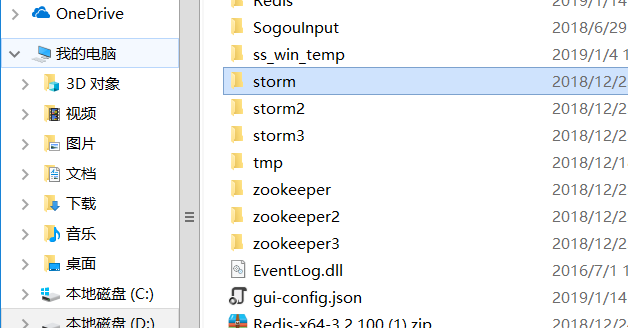 OneDrive
我的电脑
3D 对象
视频
图片
文档
下载
音乐
桌面
本地磁盘 (C:)
本地磁盘 (D:)
Redis 2019/1/14
SogouInput 2018/6/29
ss_win_temp 2019/1/4 1
storm 2018/12/2
storm2 2018/12/2
storm3 2018/12/2
tmp 2018/12/1
zookeeper 2018/12/2
zookeeper2 2018/12/2
zookeeper3 2018/12/2
EventLog.dll 2016/7/1 1
gui-config.json 2019/1/14
Redis-x64-3.2.100 (1).zip 2018/12/24